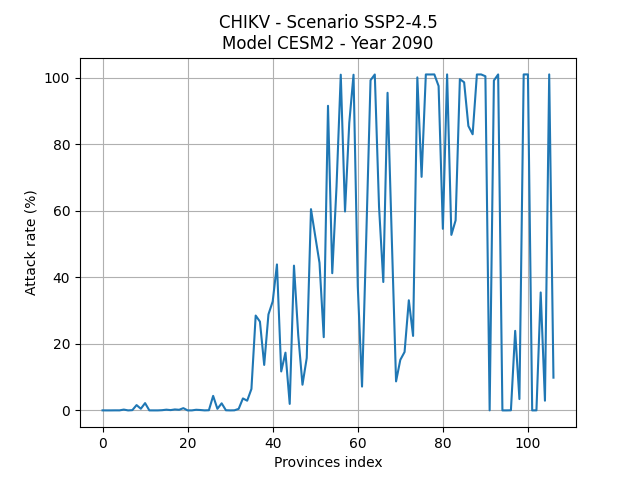 CHIKV - Scenario SSP2-4.5
Model CESM2 - Year 2090
100
80
60
40
20
0
Attack rate (%)
0 20 40 60 80 100
Provinces index